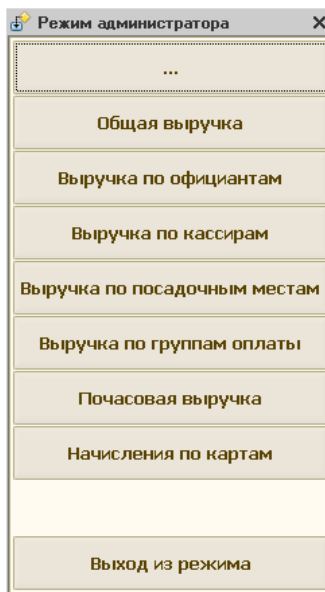 Режим администратора
...
Общая выручка
Выручка по официантам
Выручка по кассирам
Выручка по посадочным местам
Выручка по группам оплаты
Почасовая выручка
Начисления по картам
Выход из режима